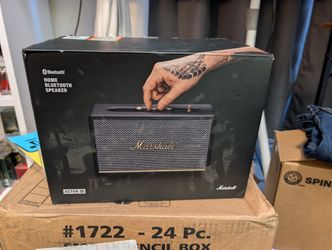 Bluetooth
HOME
BLUETOOTH
SPEAKER
Marshall
ACTON III
Marshall
SPIN
#1722 - 24 Pc.
PENCIL BOX